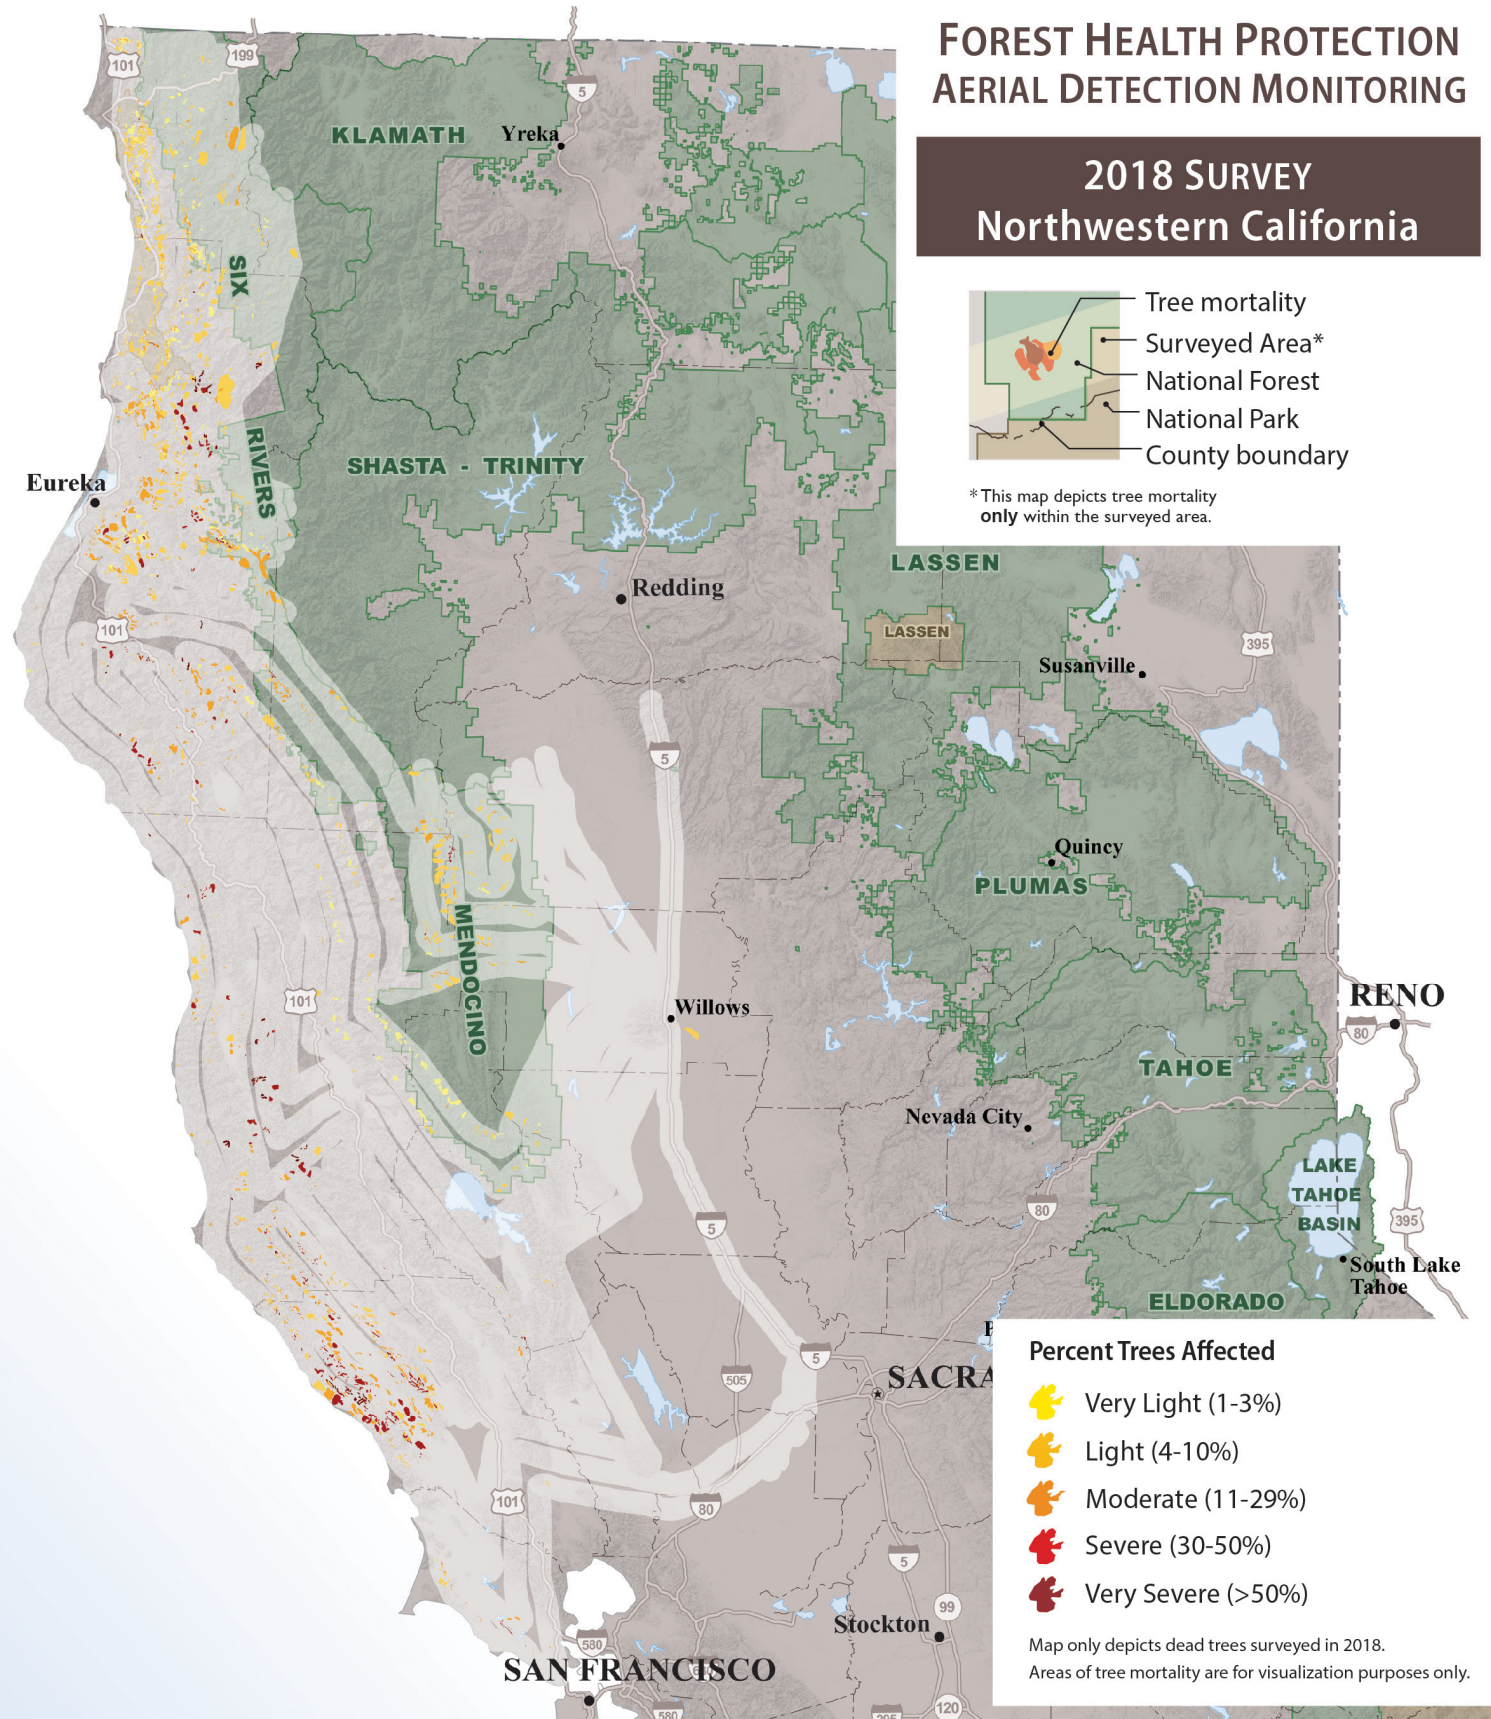 FOREST HEALTH PROTECTION
AERIAL DETECTION MONITORING
2018 SURVEY
Northwestern California
Tree mortality
Surveyed Area*
National Forest
National Park
County boundary
* This map depicts tree mortality
only within the surveyed area.
101
199
5
KLAMATH
Yreka
SIX
RIVERS
SHASTA - TRINITY
Eureka
LASSEN
Redding
LASSEN
101
395
Susanville
5
Quincy
PLUMAS
MENDOCINO
101
Willows
RENO
80
TAHOE
Nevada City
LAKE
TAHOE
BASIN
80
395
5
South Lake
Tahoe
ELDORADO
5
505
SACRA
101
80
5
99
Stockton
580
SAN FRANCISCO
580
120
Percent Trees Affected
Very Light (1-3%)
Light (4-10%)
Moderate (11-29%)
Severe (30-50%)
Very Severe (>50%)
Map only depicts dead trees surveyed in 2018.
Areas of tree mortality are for visualization purposes only.